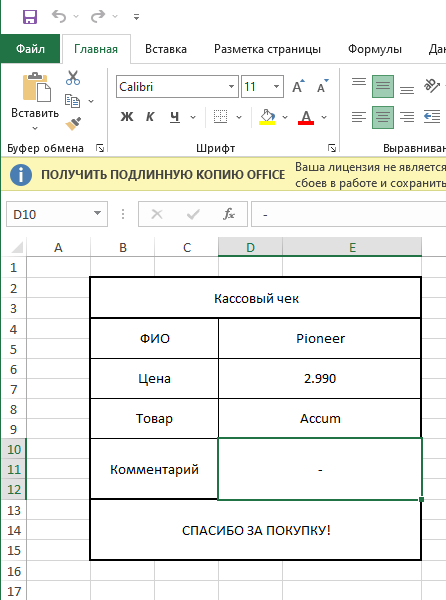 Файл Главная Вставка Разметка страницы Формулы Дан
Calibri 11 А А
Вставить Ж К Ч А
Буфер обмена Шрифт Выравниван
ПОЛУЧИТЬ ПОДЛИННУЮ КОПИЮ OFFICE Ваша лицензия не является
сбоев в работе и сохранить
D10 fx -
A B C D E
1
2
Кассовый чек
3
4
ФИО Pioneer
5
6
Цена 2.990
7
8
Товар Accum
9
10
11 Комментарий -
12
13
14 СПАСИБО ЗА ПОКУПКУ!
15
16
17